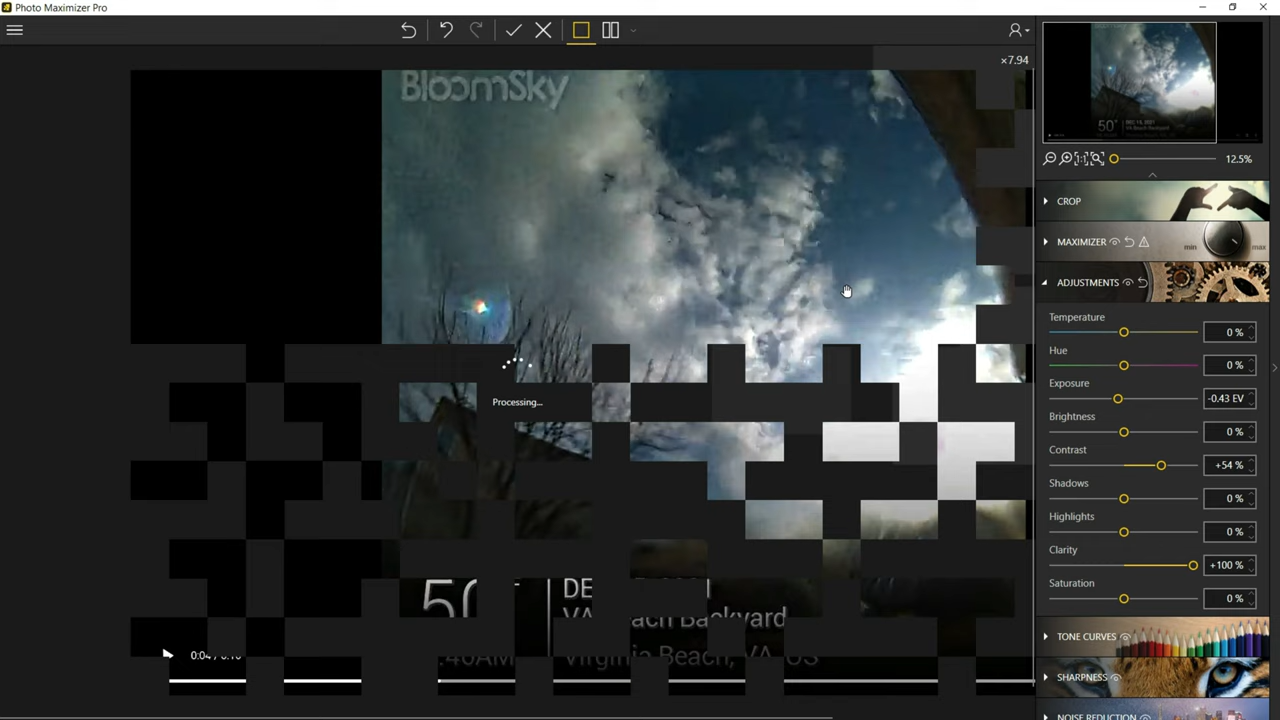 Photo Maximizer Pro
×7.94
BloomSky
12.5%
CROP
MAXIMIZER
min
max
ADJUSTMENTS
Temperature
0 %
Hue
0 %
Exposure
-0.43 EV
Brightness
0 %
Contrast
+54 %
Shadows
0 %
Highlights
0 %
Clarity
+100 %
Saturation
0 %
TONE CURVES
SHARPNESS
NOISE REDUCTION
Processing...
50°
Virginia Beach, VA, US